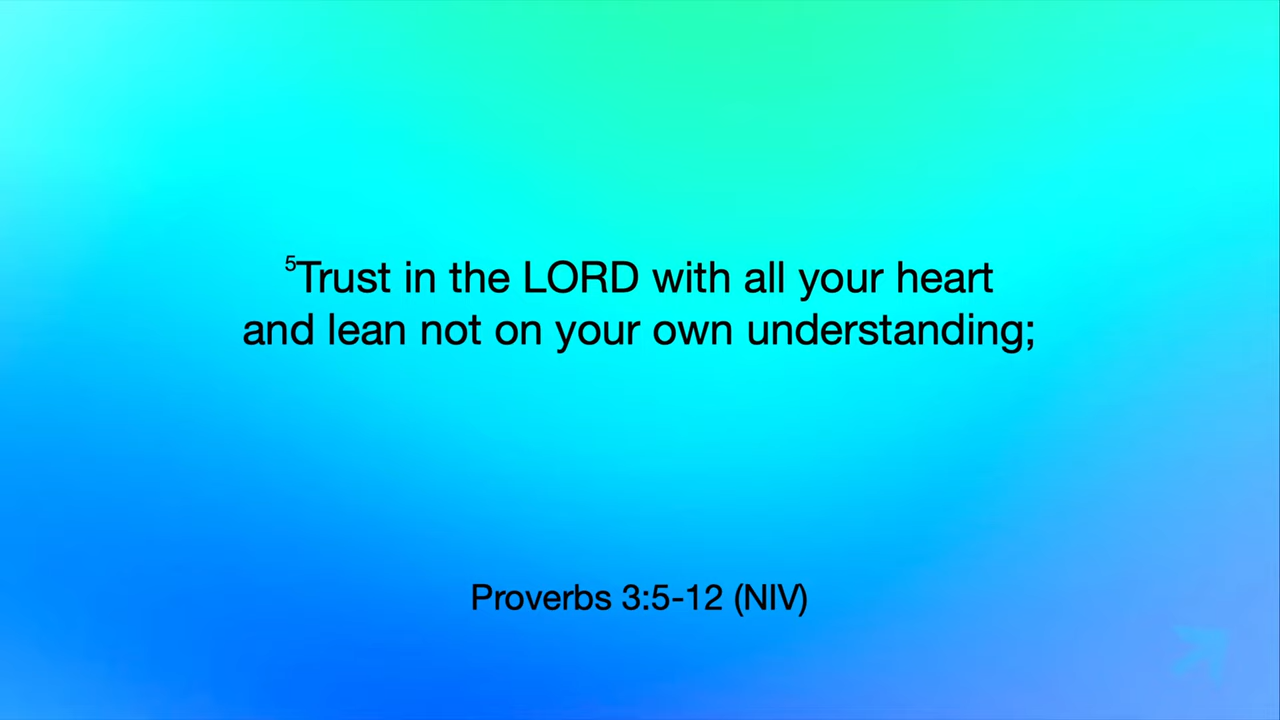 5Trust in the LORD with all your heart
and lean not on your own understanding;
Proverbs 3:5-12 (NIV)